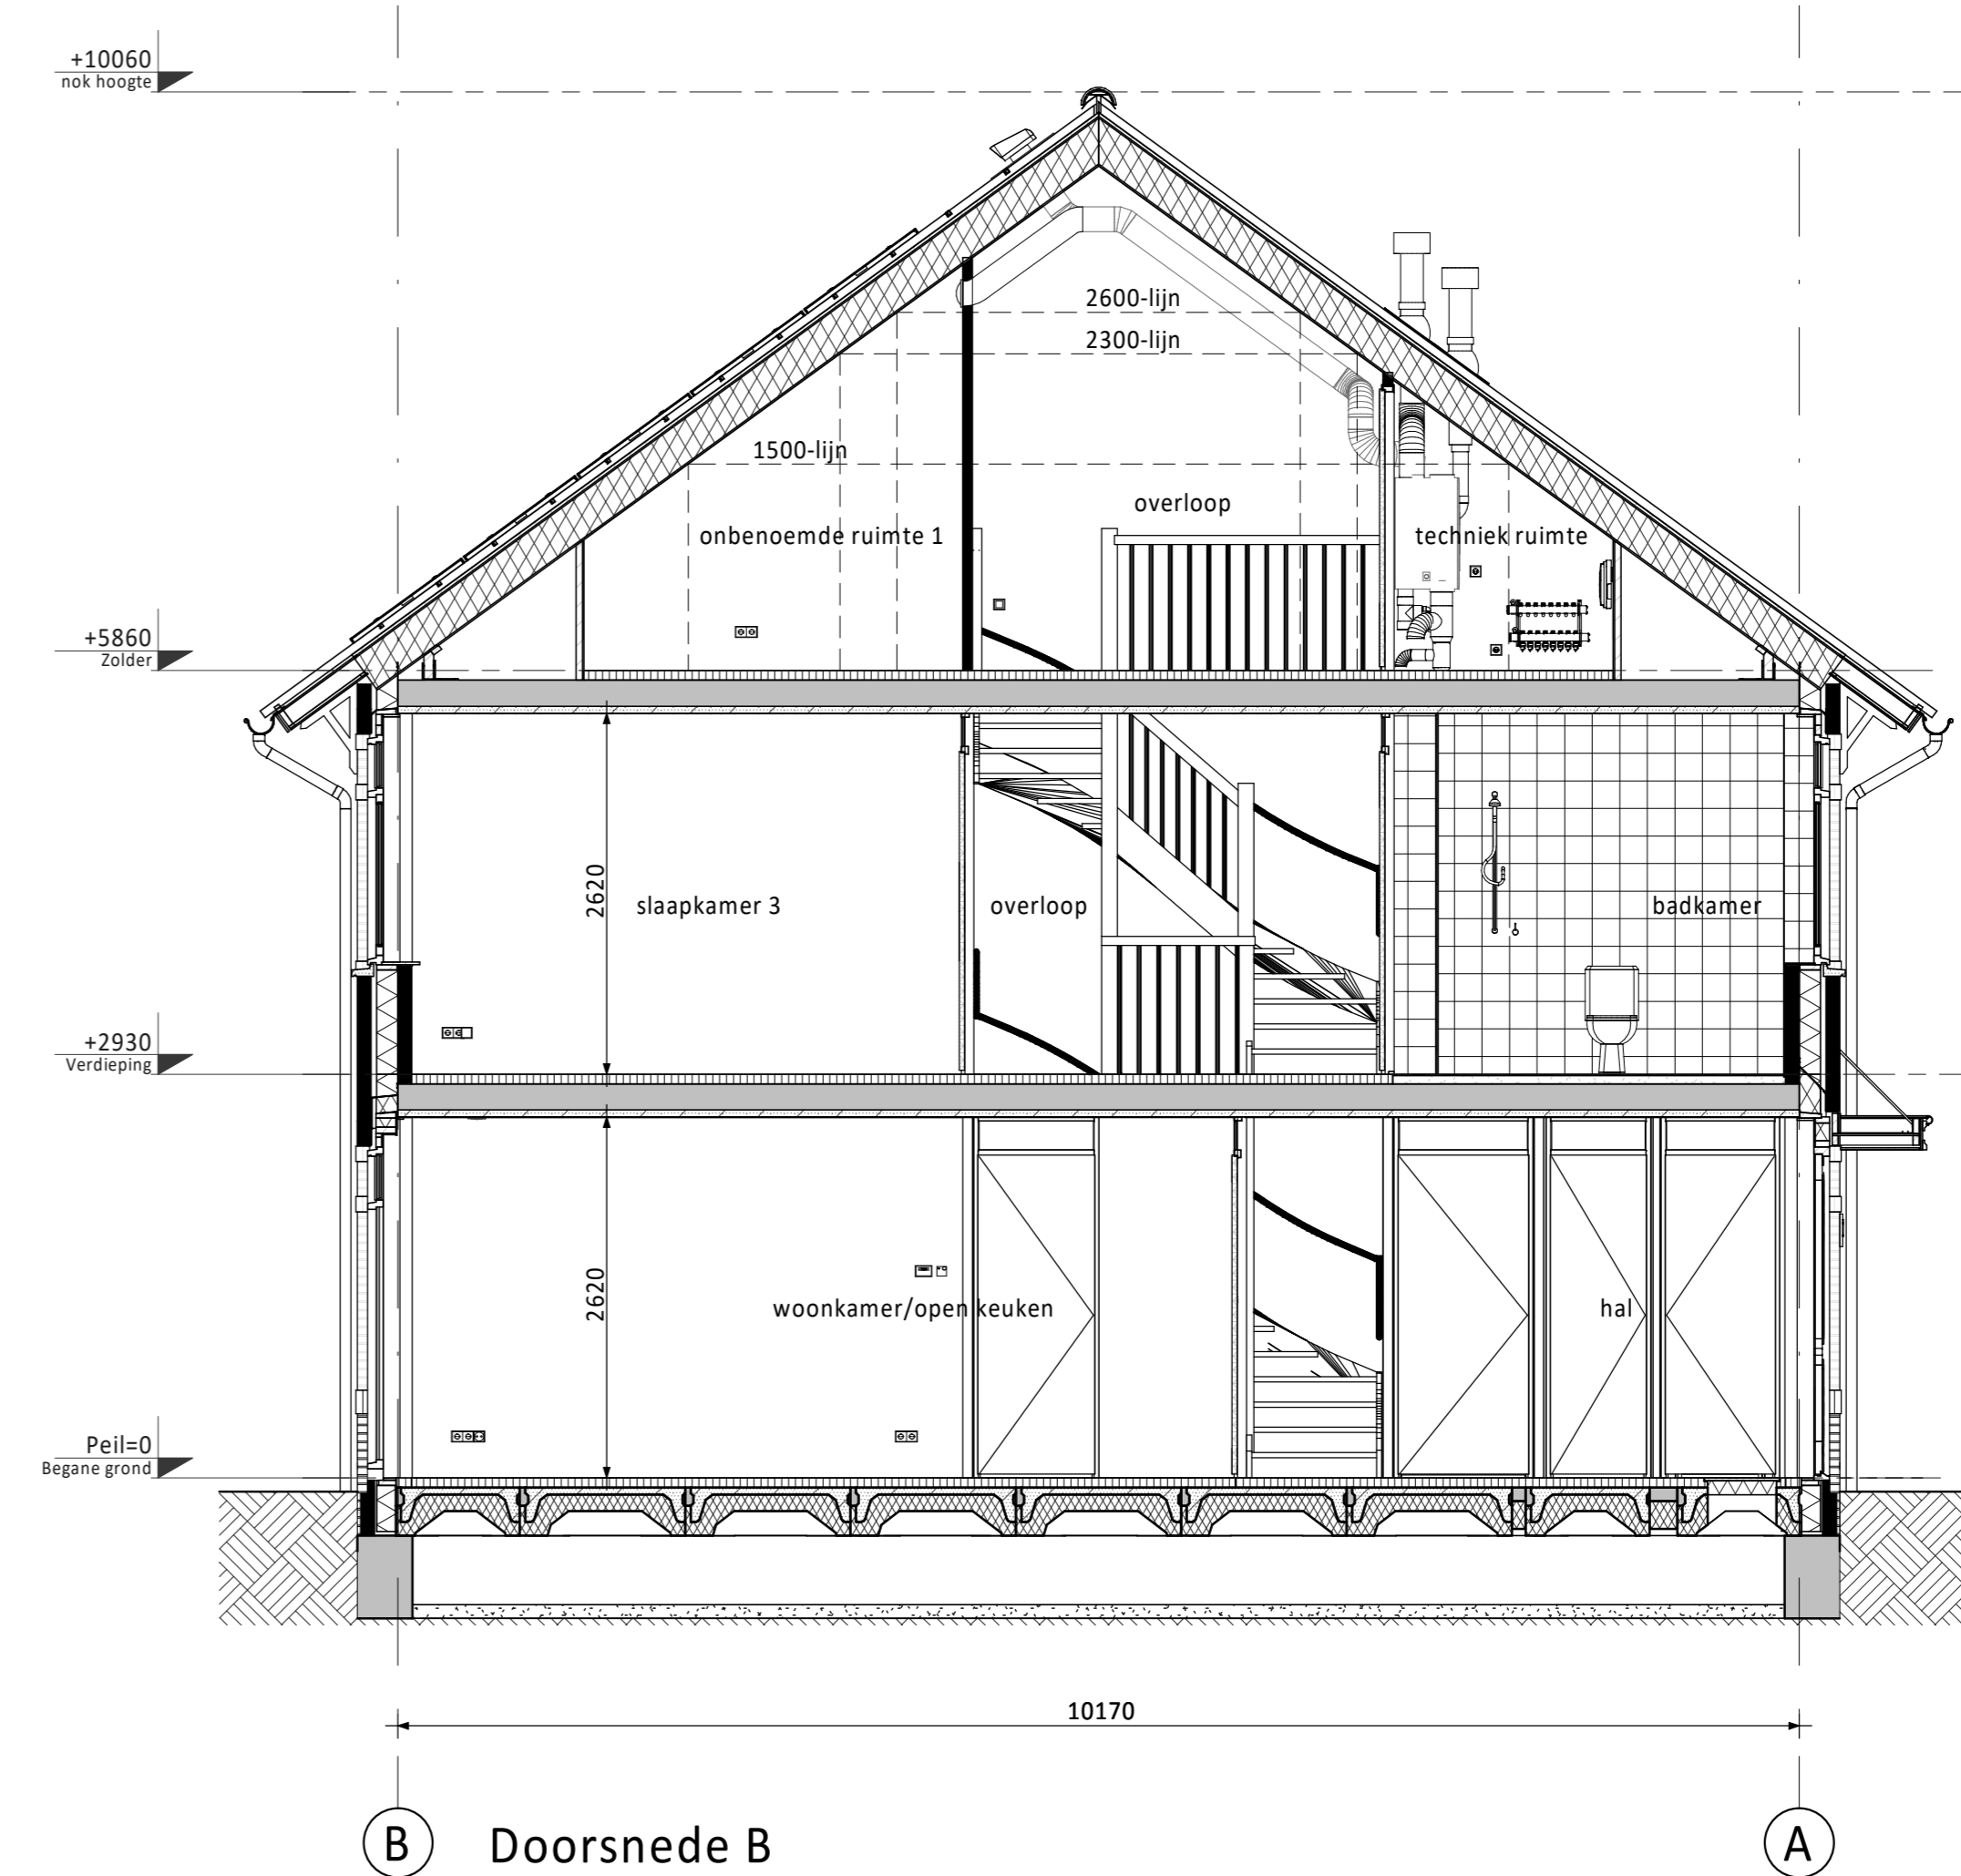 +10060
nok hoogte
2600-lijn
2300-lijn
1500-lijn
overloop
onbenoemde ruimte 1
techniek ruimte
+5860
Zolder
2620
slaapkamer 3
overloop
badkamer
+2930
Verdieping
2620
woonkamer/open keuken
hal
Peil=0
Begane grond
10170
B
Doorsnede B
A